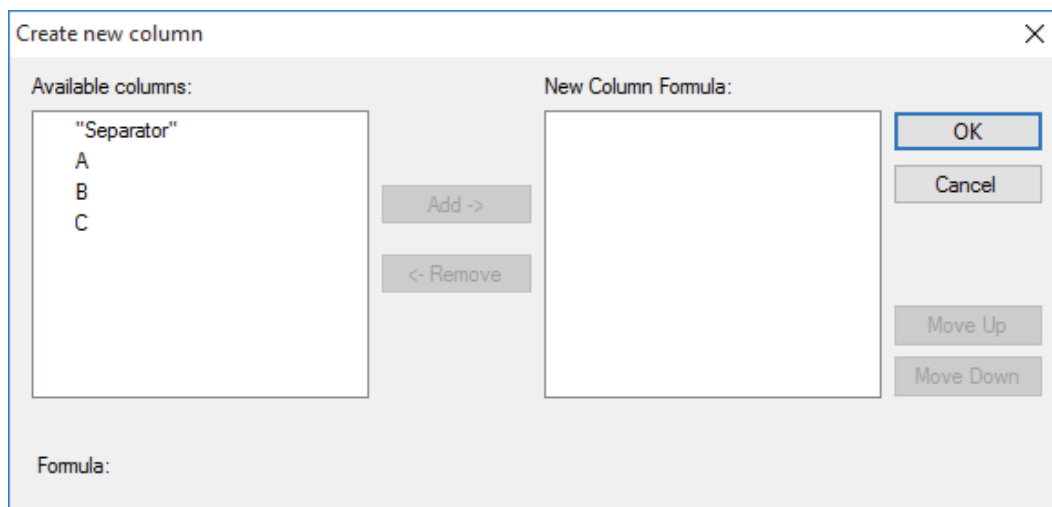 Create new column
Available columns:
New Column Formula:
"Separator"
A
B
C
Add ->
<- Remove
OK
Cancel
Move Up
Move Down
Formula: